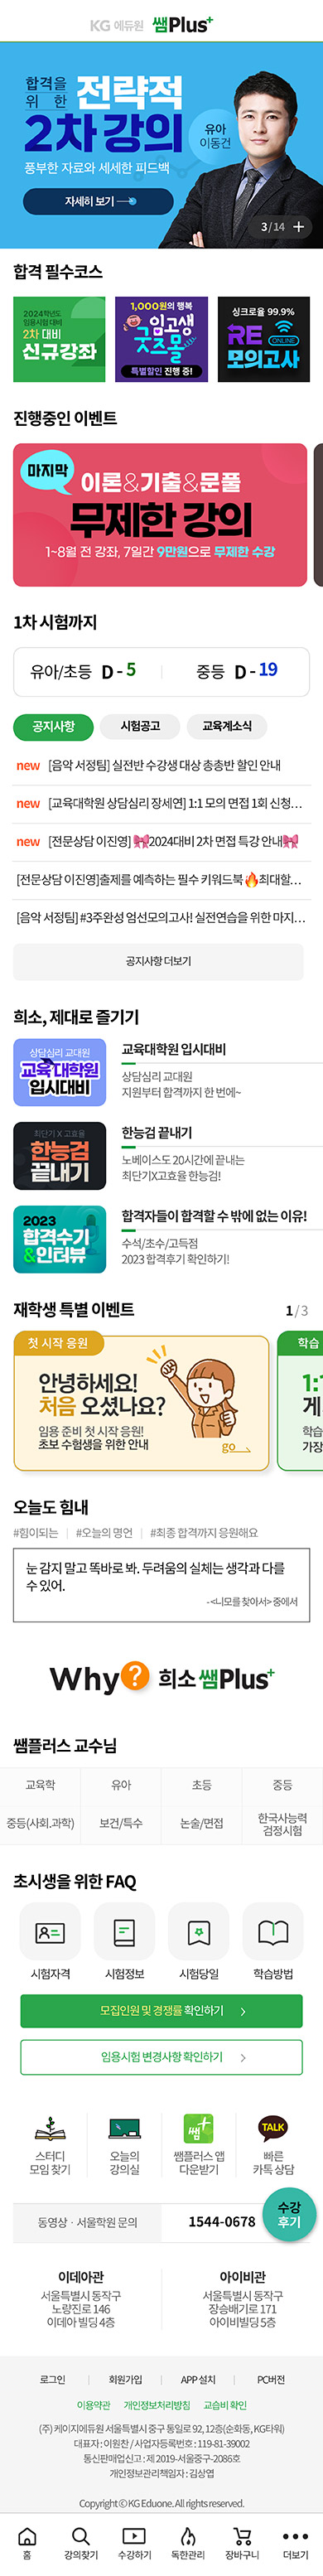 KG 에듀원 쌤Plus+
합격을
위 한
전략적
2차 강의
풍부한 자료와 세세한 피드백
유아
이동건
자세히 보기
3 / 14 +
합격 필수코스
2024학년도
임용시험 대비
2차 대비
신규강좌
1,000원의 행복
임고생
굿즈몰
특별할인 진행 중!
싱크로율 99.9%
RE
ONLINE
모의고사
진행중인 이벤트
마지막
이론&기출&문풀
무제한 강의
1~8월 전 강좌, 7일간 9만원으로 무제한 수강
1차 시험까지
유아/초등 D - 5
중등 D - 19
공지사항 시험공고 교육계소식
new [음악 서정팀] 실전반 수강생 대상 총총반 할인 안내
new [교육대학원 상담심리 장세연] 1:1 모의 면접 1회 신청...
new [전문상담 이진영] 🎀2024대비 2차 면접 특강 안내🎀
[전문상담 이진영]출제를 예측하는 필수 키워드북🔥최대할...
[음악 서정팀] #3주완성 엄선모의고사! 실전연습을 위한 마지...
공지사항 더보기
희소, 제대로 즐기기
상담심리 교대원
교육대학원
입시대비
교육대학원 입시대비
상담심리 교대원
지원부터 합격까지 한 번에~
최단기 X 고효율
한능검
끝내기
한능검 끝내기
노베이스도 20시간에 끝내는
최단기X고효율 한능검!
2023
합격수기
&인터뷰
합격자들이 합격할 수 밖에 없는 이유!
수석/초수/고득점
2023 합격후기 확인하기!
재학생 특별 이벤트
1 / 3
첫 시작 응원
안녕하세요!
처음 오셨나요?
임용 준비 첫 시작 응원!
초보 수험생을 위한 안내
go
학습
1:1
게
학습
가장
오늘도 힘내
#힘이되는 #오늘의 명언 #최종 합격까지 응원해요
눈 감지 말고 똑바로 봐. 두려움의 실체는 생각과 다를
수 있어.
- <니모를 찾아서> 중에서
Why? 희소 쌤Plus+
쌤플러스 교수님
교육학 유아 초등 중등
중등(사회.과학) 보건/특수 논술/면접 한국사능력
검정시험
초시생을 위한 FAQ
시험자격 시험정보 시험당일 학습방법
모집인원 및 경쟁률 확인하기 >
임용시험 변경사항 확인하기 >
쌤+
TALK
스터디
모임 찾기
오늘의
강의실
쌤플러스 앱
다운받기
빠른
카톡 상담
수강
후기
동영상 · 서울학원 문의 1544-0678
이데아관
서울특별시 동작구
노량진로 146
이데아 빌딩 4층
아이비관
서울특별시 동작구
장승배기로 171
아이비빌딩 5층
로그인 회원가입 APP 설치 PC버전
이용약관 개인정보처리방침 교습비 확인
(주) 케이지에듀원 서울특별시 중구 통일로 92, 12층(순화동, KG타워)
대표자 : 이원찬 / 사업자등록번호 : 119-81-39002
통신판매업신고 : 제 2019-서울중구-2086호
개인정보관리책임자 : 김상엽
Copyright © KG Eduone. All rights reserved.
홈 강의찾기 수강하기 독한관리 장바구니 더보기